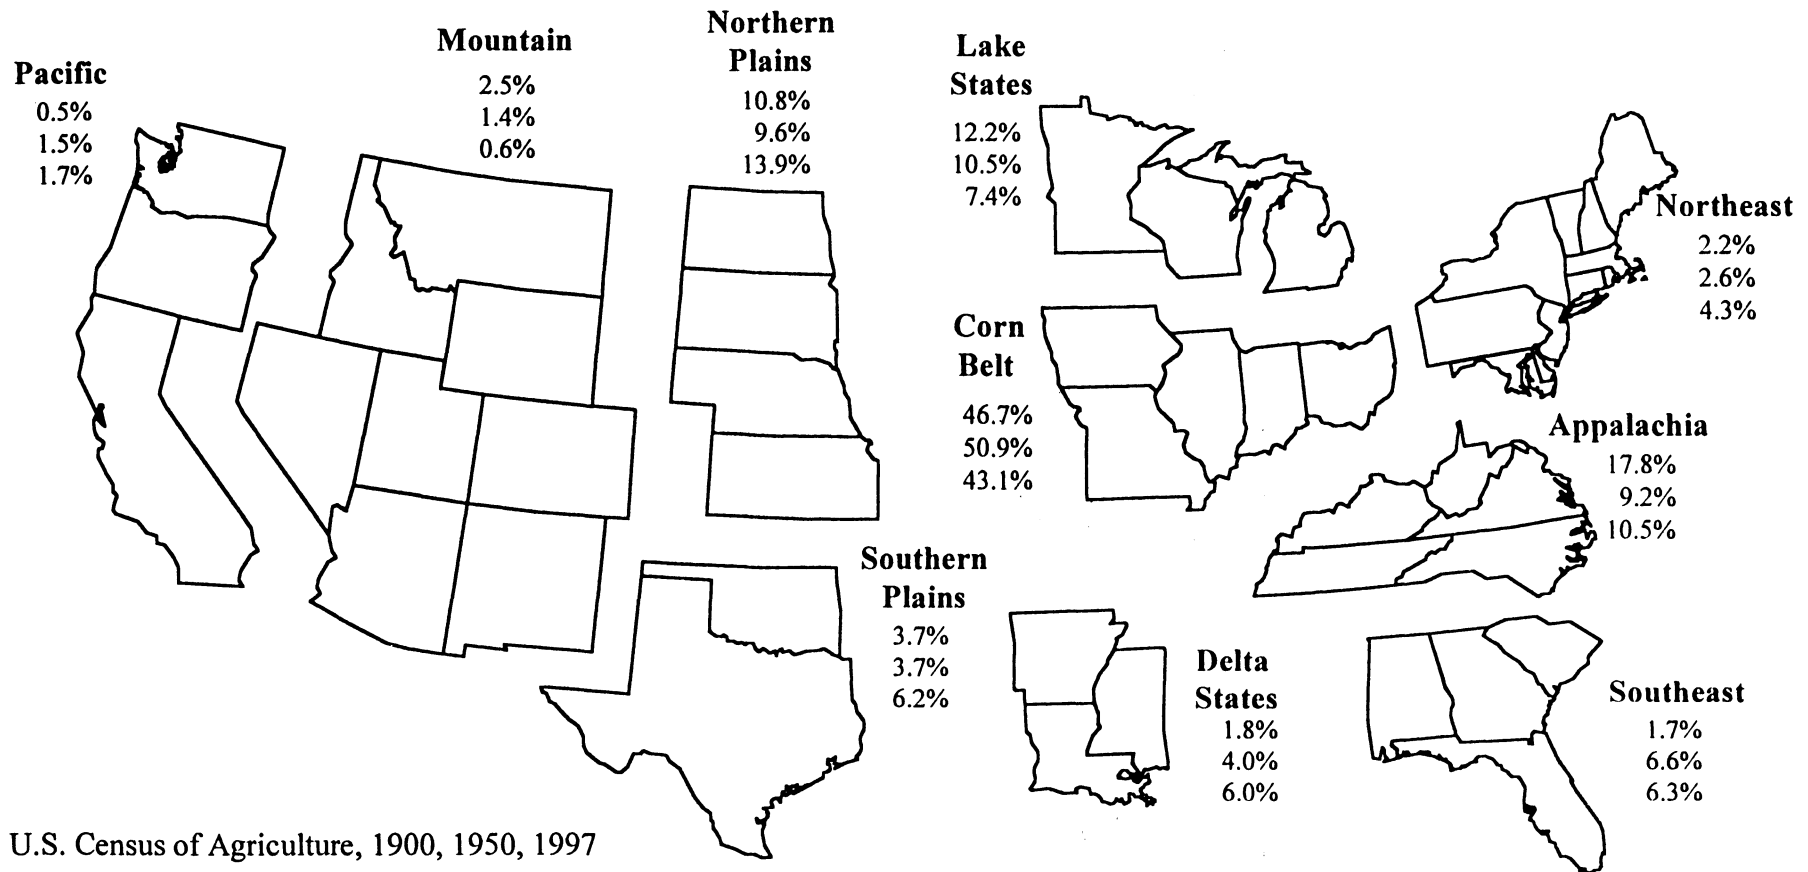 Pacific
0.5%
1.5%
1.7%
Mountain
2.5%
1.4%
0.6%
Northern
Plains
10.8%
9.6%
13.9%
Lake
States
12.2%
10.5%
7.4%
Northeast
2.2%
2.6%
4.3%
Corn
Belt
46.7%
50.9%
43.1%
Appalachia
17.8%
9.2%
10.5%
Southern
Plains
3.7%
3.7%
6.2%
Delta
States
1.8%
4.0%
6.0%
Southeast
1.7%
6.6%
6.3%
U.S. Census of Agriculture, 1900, 1950, 1997